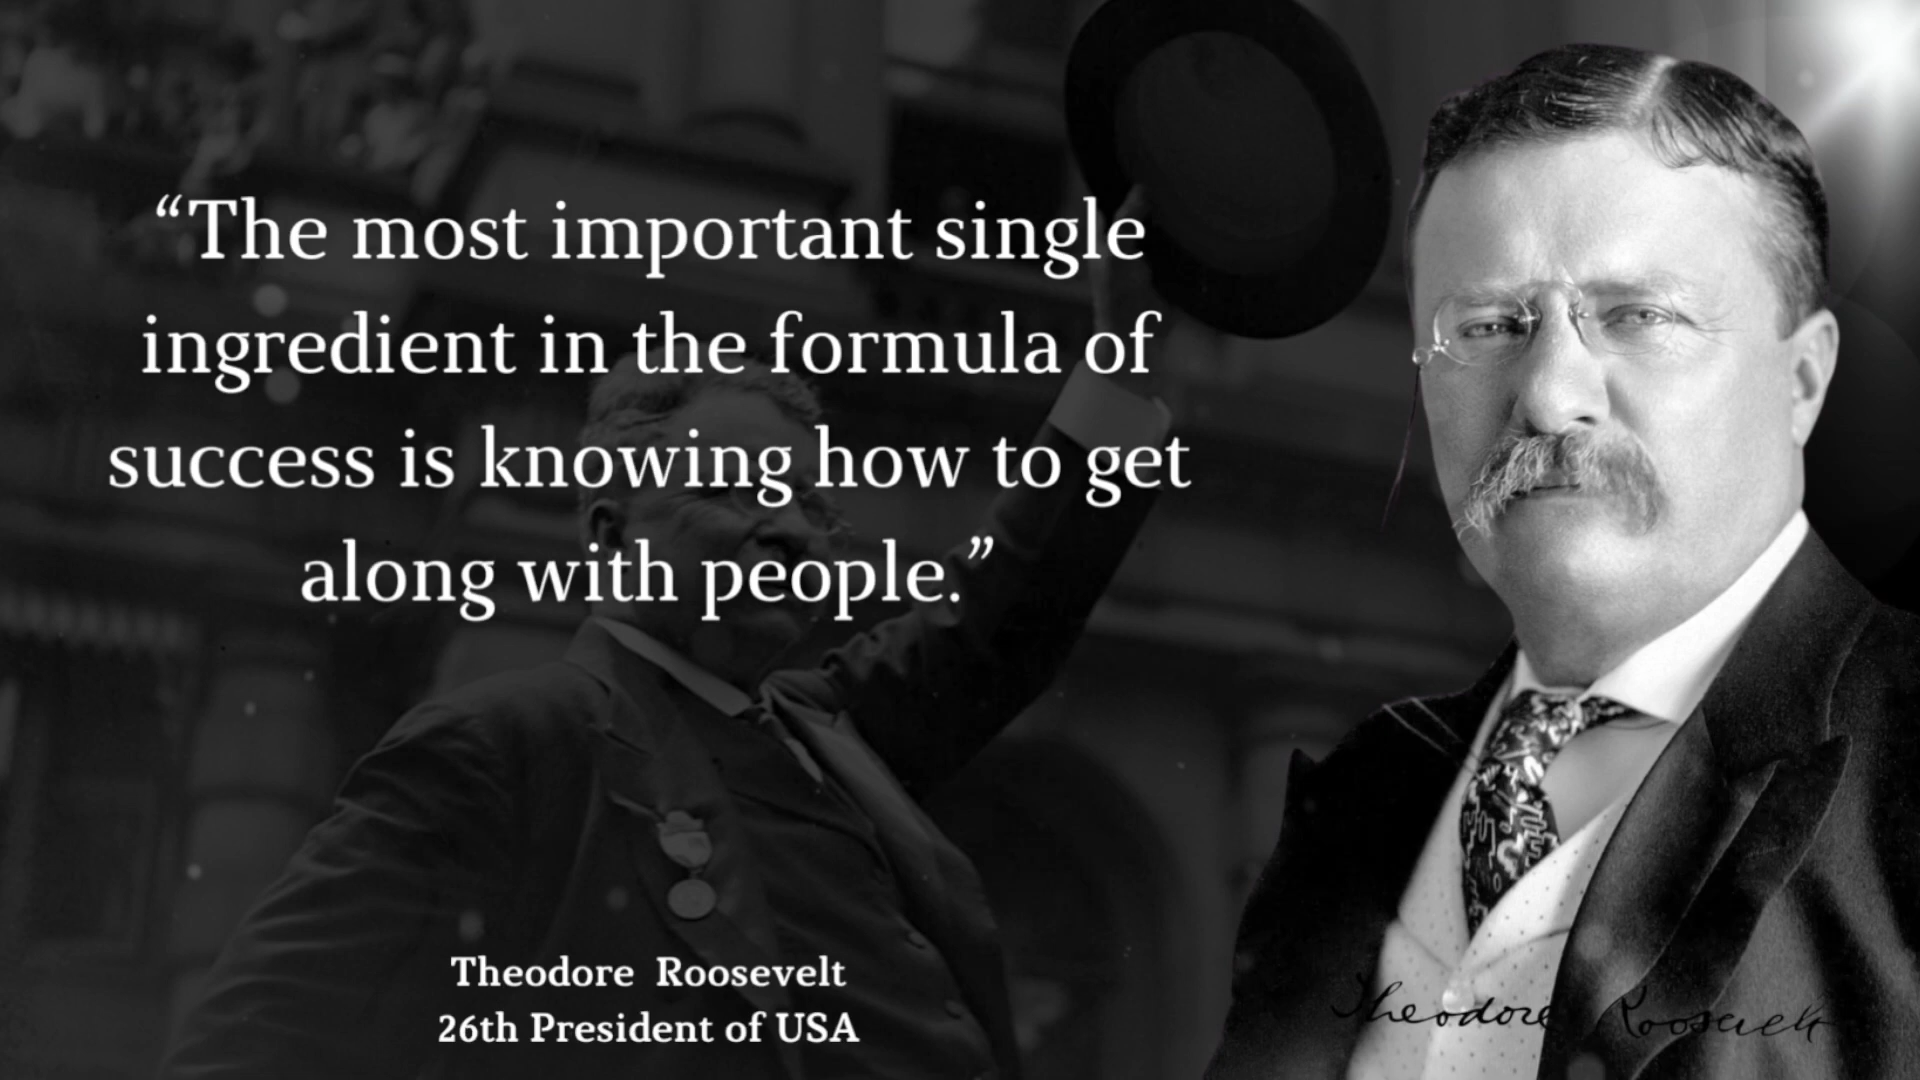 “The most important single
ingredient in the formula of
success is knowing how to get
along with people.”
Theodore Roosevelt
26th President of USA
Theodore Roosevelt